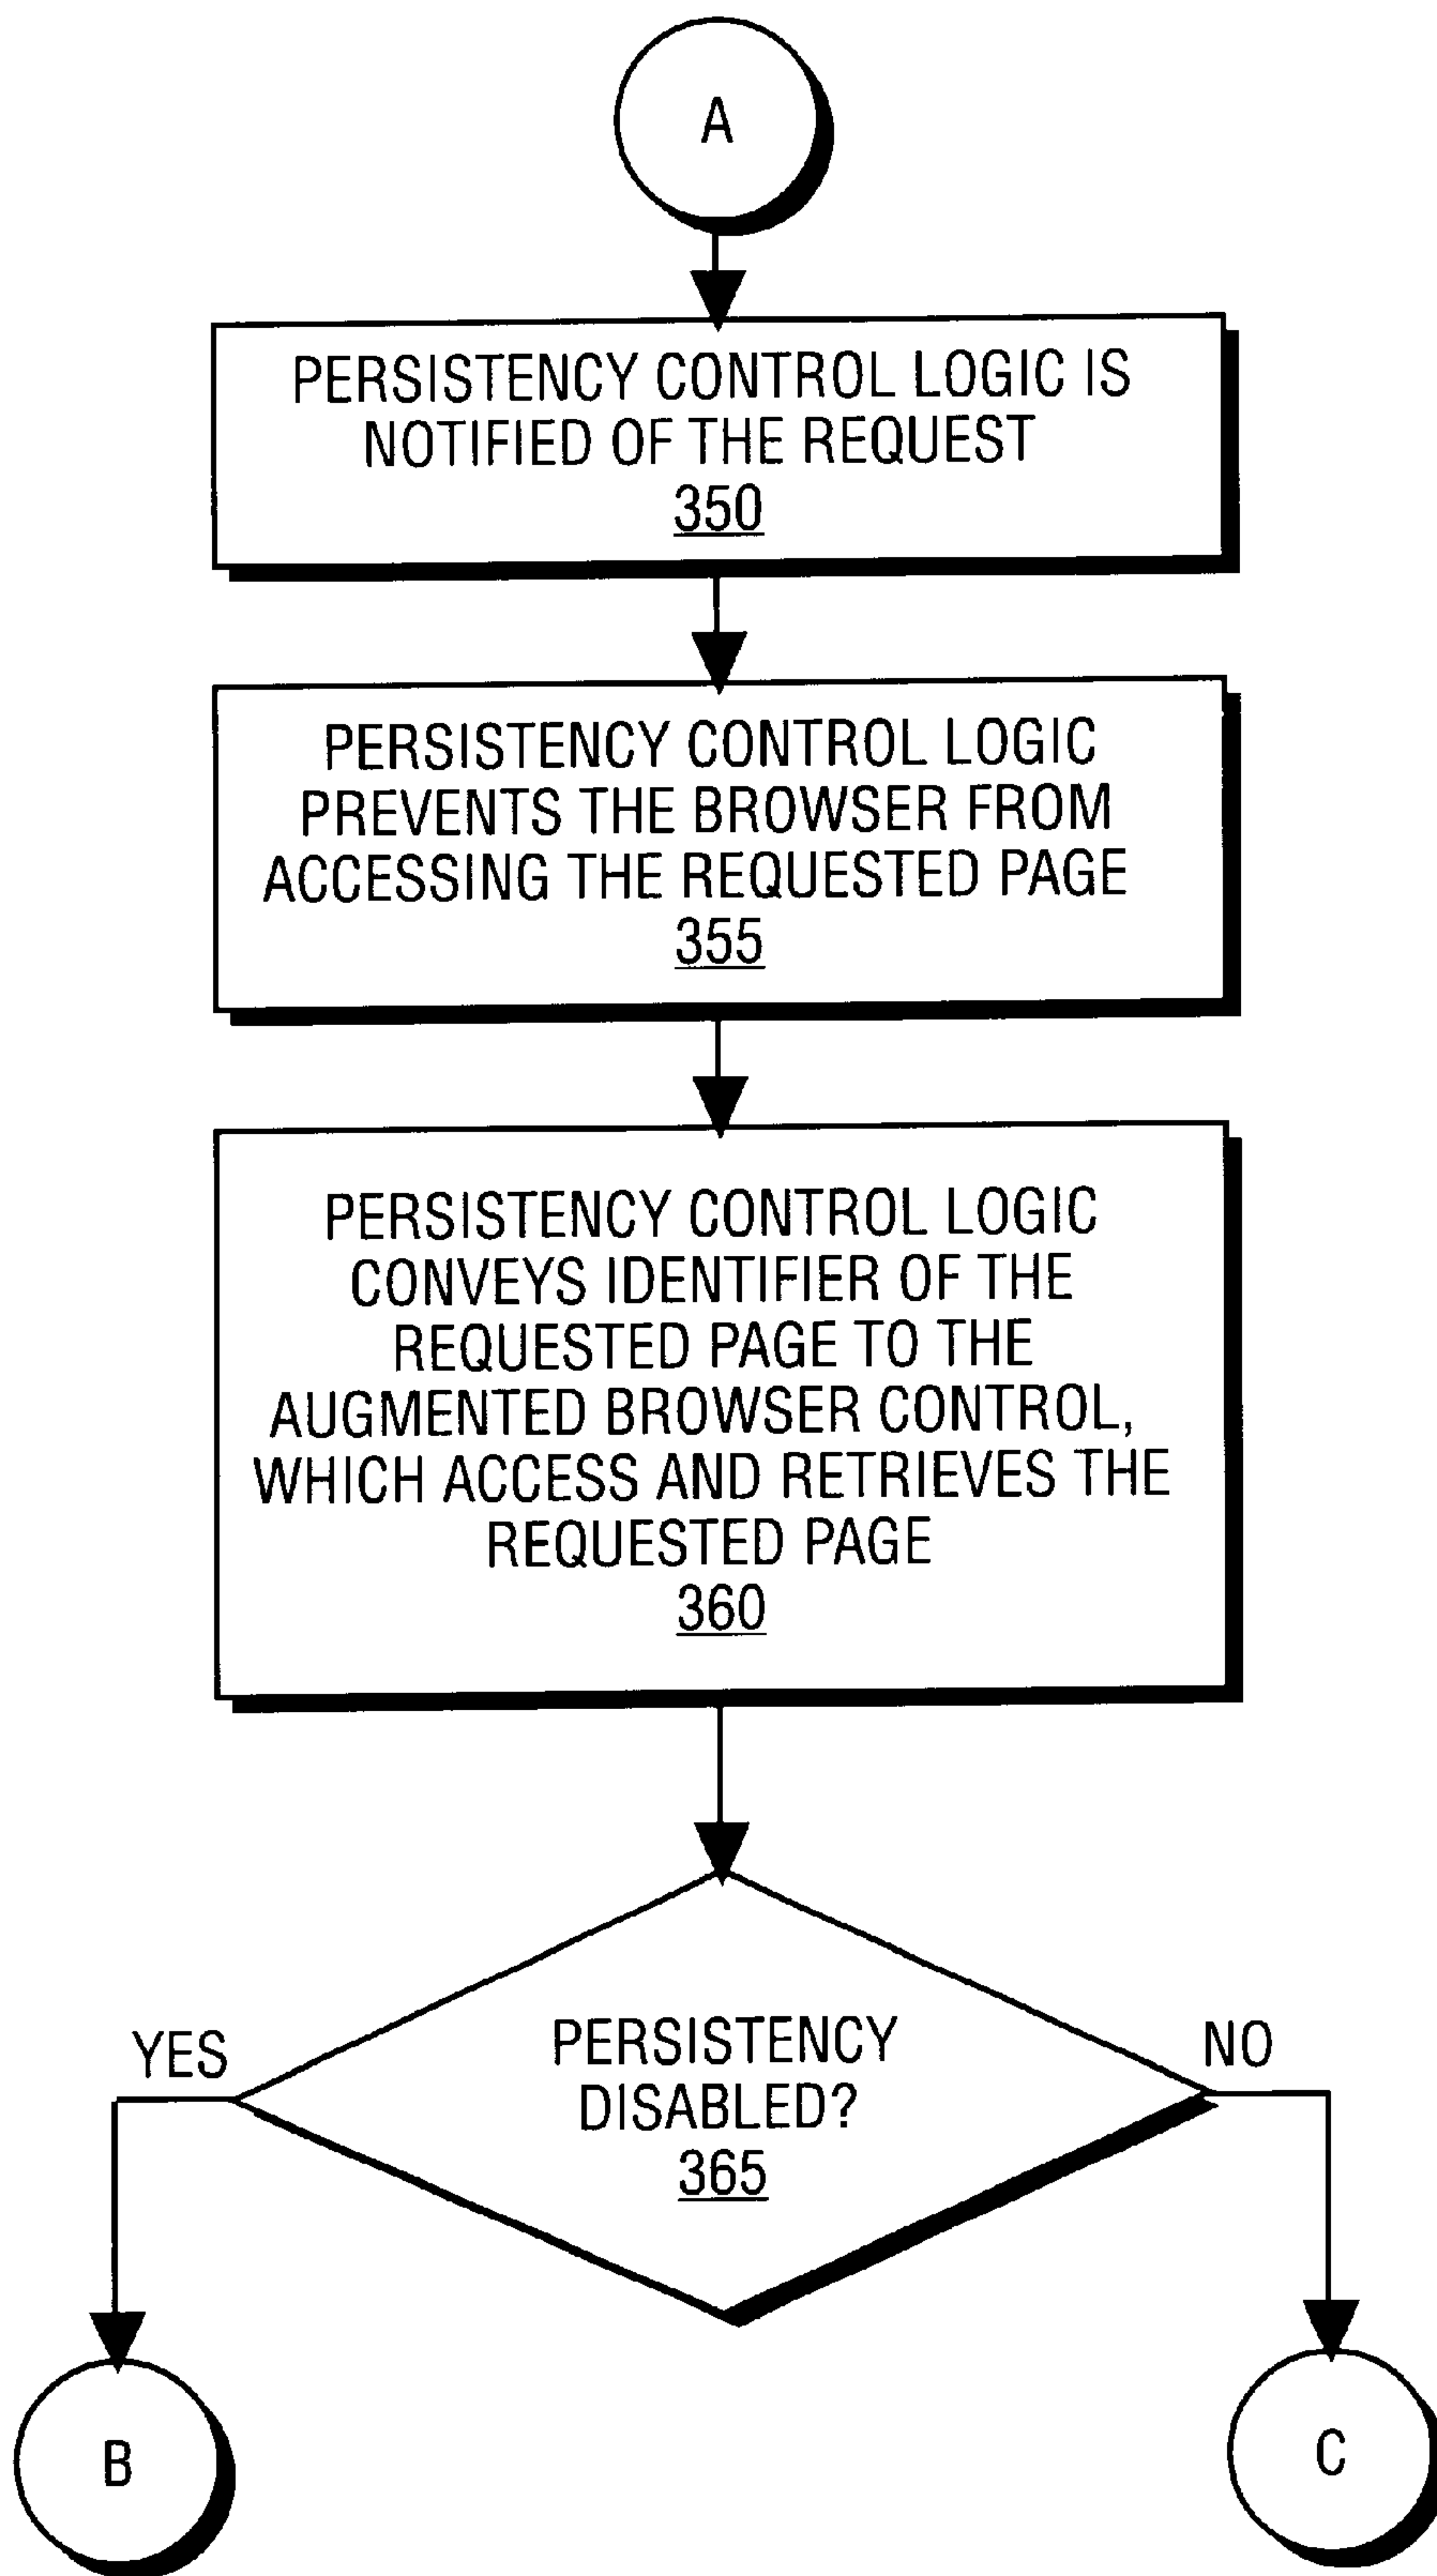 A
PERSISTENCY CONTROL LOGIC IS
NOTIFIED OF THE REQUEST
350
PERSISTENCY CONTROL LOGIC
PREVENTS THE BROWSER FROM
ACCESSING THE REQUESTED PAGE
355
PERSISTENCY CONTROL LOGIC
CONVEYS IDENTIFIER OF THE
REQUESTED PAGE TO THE
AUGMENTED BROWSER CONTROL,
WHICH ACCESS AND RETRIEVES THE
REQUESTED PAGE
360
YES
PERSISTENCY
DISABLED?
365
NO
B
C